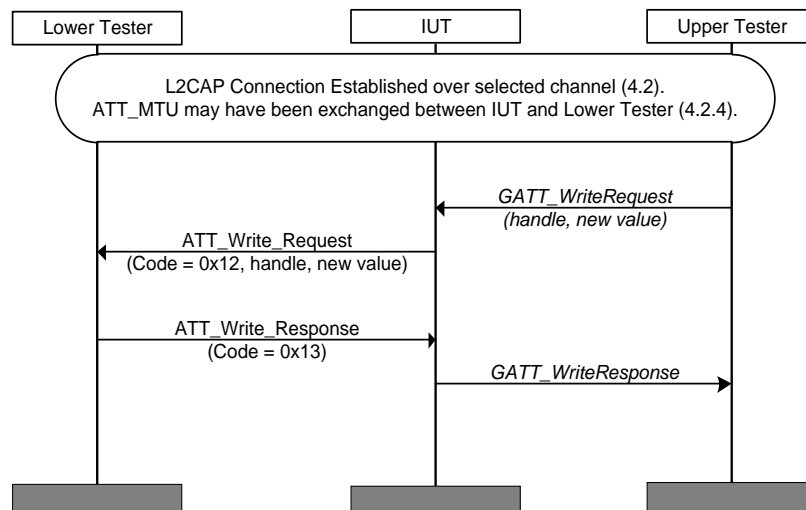 Lower Tester
IUT
Upper Tester
L2CAP Connection Established over selected channel (4.2).
ATT_MTU may have been exchanged between IUT and Lower Tester (4.2.4).
GATT_WriteRequest
(handle, new value)
ATT_Write_Request
(Code = 0x12, handle, new value)
ATT_Write_Response
(Code = 0x13)
GATT_WriteResponse